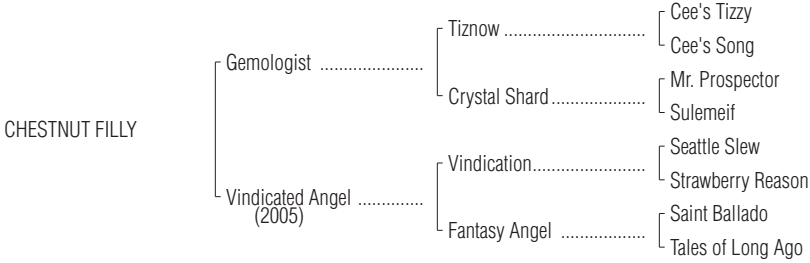 Cee's Tizzy
Tiznow ..............................
Cee's Song
Gemologist ......................
Mr. Prospector
Crystal Shard....................
Sulemeif
CHESTNUT FILLY
Seattle Slew
Vindication........................
Strawberry Reason
Vindicated Angel ..............
(2005)
Saint Ballado
Fantasy Angel ..................
Tales of Long Ago